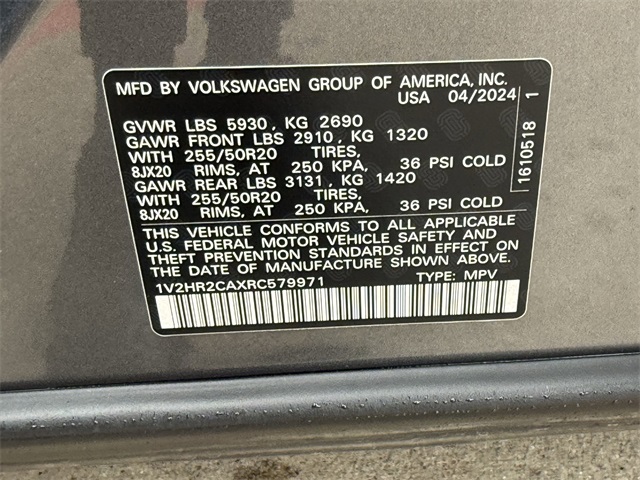 MFD BY VOLKSWAGEN GROUP OF AMERICA, INC.
USA 04/2024
GVWR LBS 5930, KG 2690
GAWR FRONT LBS 2910, KG 1320
WITH 255/50R20 TIRES,
8JX20 RIMS, AT 250 KPA, 36 PSI COLD
GAWR REAR LBS 3131, KG 1420
WITH 255/50R20 TIRES,
8JX20 RIMS, AT 250 KPA, 36 PSI COLD
THIS VEHICLE CONFORMS TO ALL APPLICABLE
U.S. FEDERAL MOTOR VEHICLE SAFETY AND
THEFT PREVENTION STANDARDS IN EFFECT ON
THE DATE OF MANUFACTURE SHOWN ABOVE.
1V2HR2CAXRC579971 TYPE: MPV
1610518 1